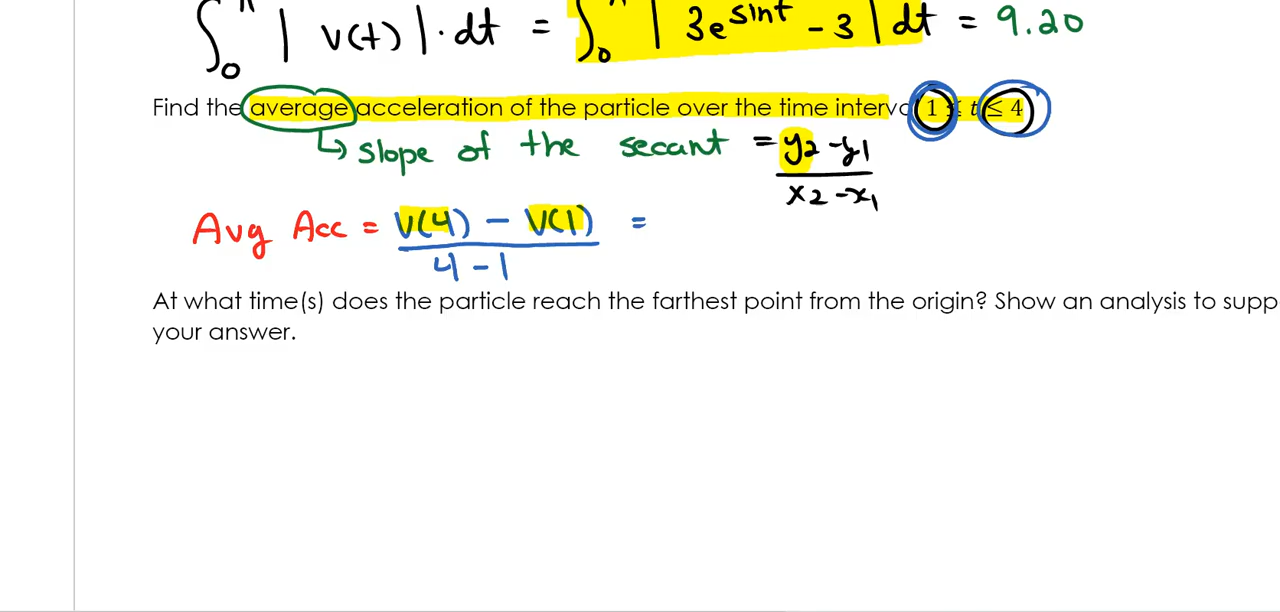 ∫₀ | v(t) | · dt = ∫₀ | 3e^sint - 3 | dt = 9.20
Find the average acceleration of the particle over the time interv 1 ≤ t ≤ 4
↳ slope of the secant = y2 - y1
x2 - x1
Avg Acc = v(4) - v(1) =
4 - 1
At what time(s) does the particle reach the farthest point from the origin? Show an analysis to supp
your answer.